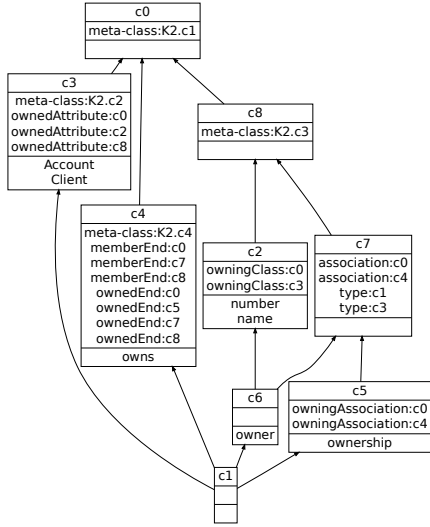 c0
meta-class:K2.c1
c3
meta-class:K2.c2
ownedAttribute:c0
ownedAttribute:c2
ownedAttribute:c8
Account
Client
c8
meta-class:K2.c3
c4
meta-class:K2.c4
memberEnd:c0
memberEnd:c7
memberEnd:c8
ownedEnd:c0
ownedEnd:c5
ownedEnd:c7
ownedEnd:c8
owns
c2
owningClass:c0
owningClass:c3
number
name
c7
association:c0
association:c4
type:c1
type:c3
c6
owner
c5
owningAssociation:c0
owningAssociation:c4
ownership
c1